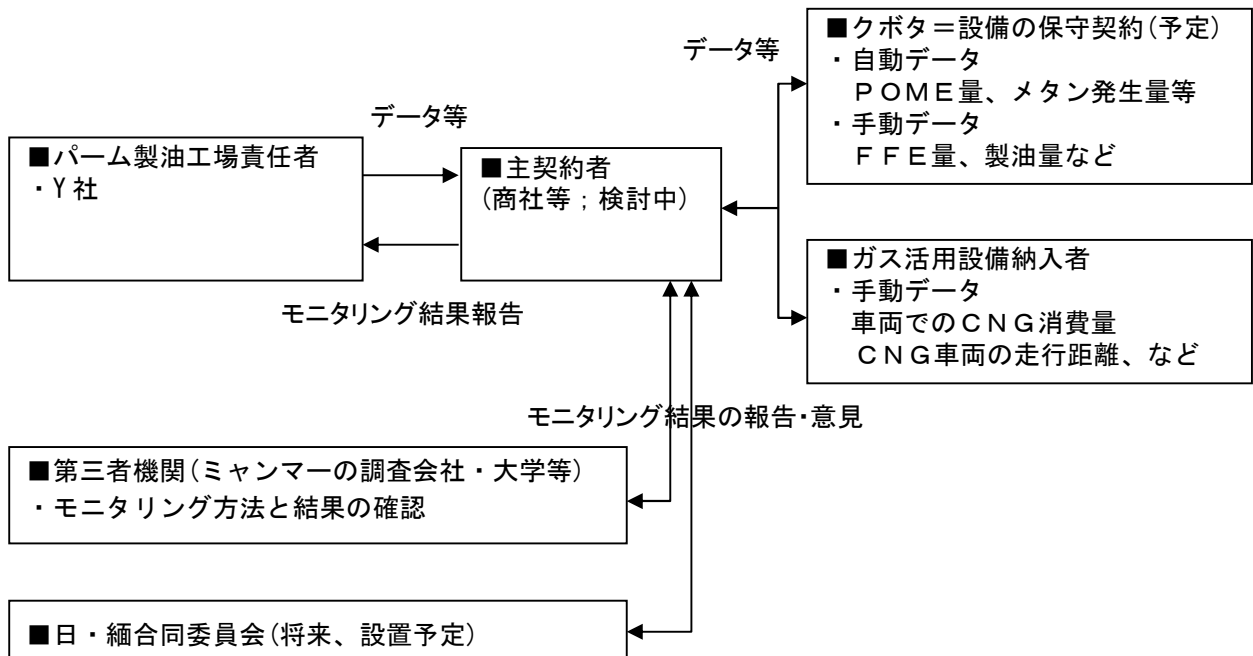 ■クボタ＝設備の保守契約(予定)
・自動データ
ＰＯＭＥ量、メタン発生量等
・手動データ
ＦＦＥ量、製油量など
データ等
データ等
■パーム製油工場責任者
・Y社
■主契約者
(商社等；検討中)
モニタリング結果報告
■ガス活用設備納入者
・手動データ
車両でのＣＮＧ消費量
ＣＮＧ車両の走行距離、など
モニタリング結果の報告・意見
■第三者機関(ミャンマーの調査会社・大学等)
・モニタリング方法と結果の確認
■日・緬合同委員会(将来、設置予定)